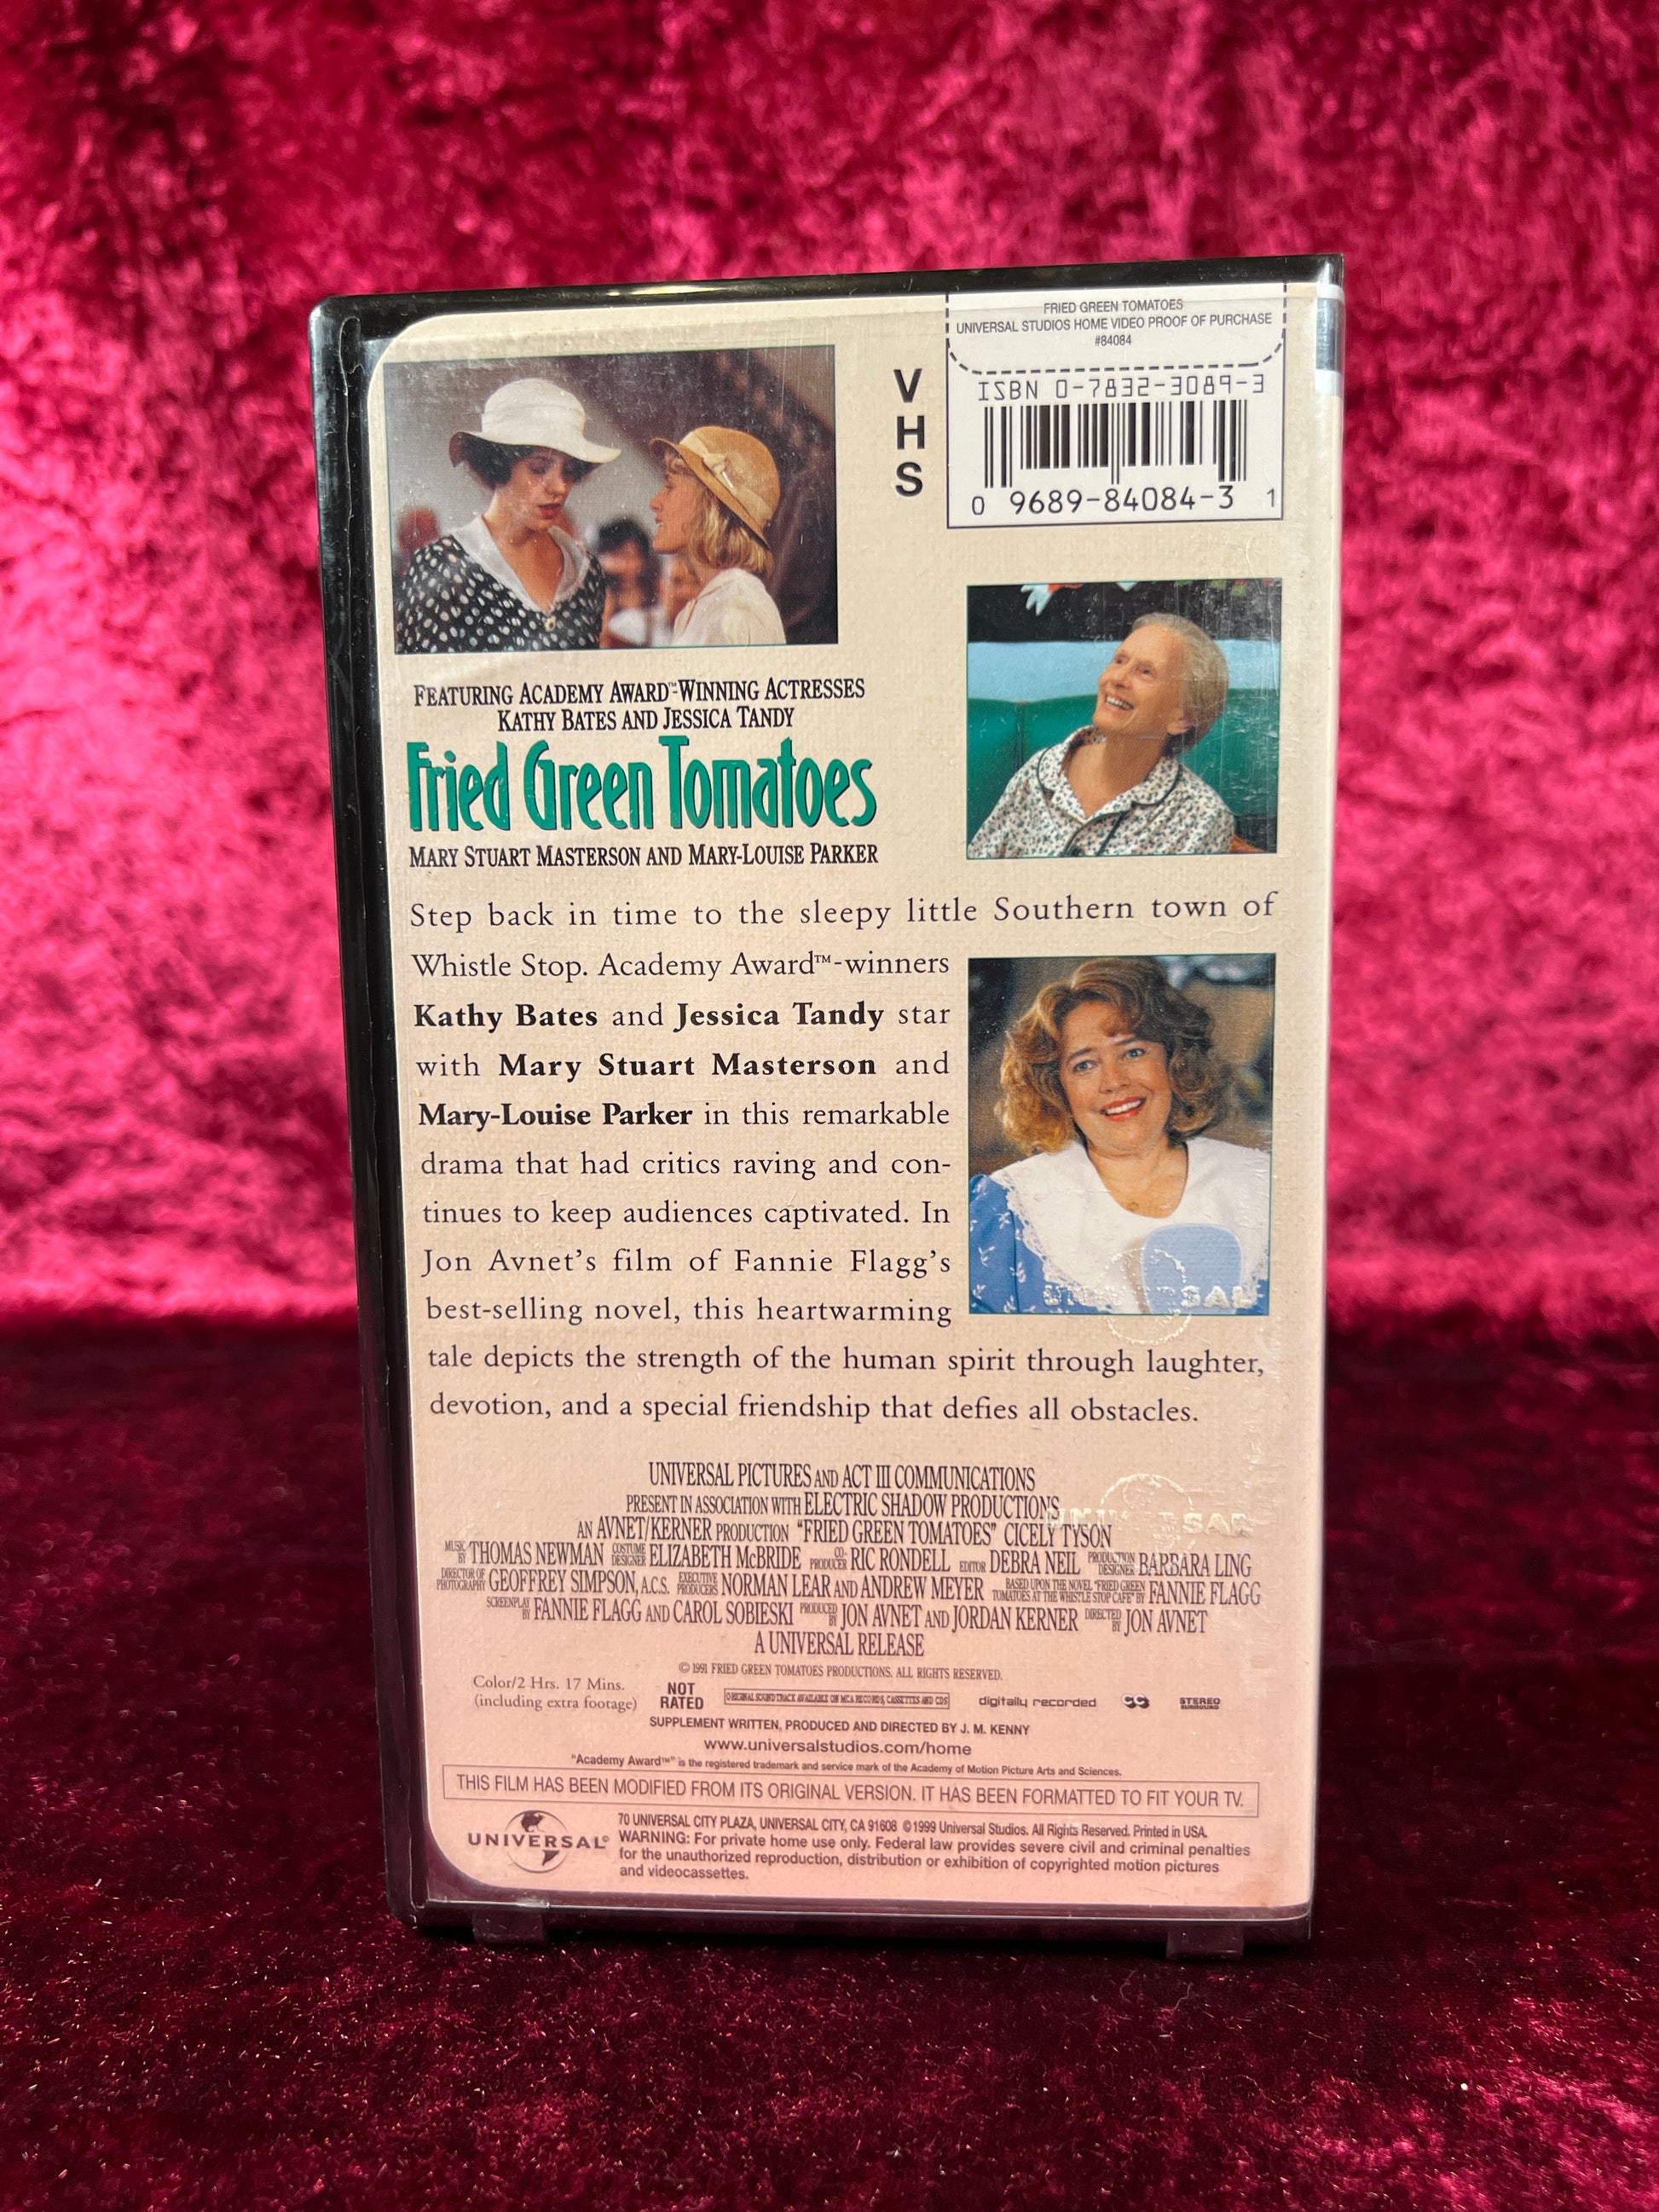 FRIED GREEN TOMATOES
UNIVERSAL STUDIOS HOME VIDEO PROOF OF PURCHASE
#84084
VHS
ISBN 0-7832-3089-3
0 9689-84084-3 1
FEATURING ACADEMY AWARD™-WINNING ACTRESSES
KATHY BATES AND JESSICA TANDY
Fried Green Tomatoes
MARY STUART MASTERSON AND MARY-LOUISE PARKER
Step back in time to the sleepy little Southern town of
Whistle Stop. Academy Award™-winners
Kathy Bates and Jessica Tandy star
with Mary Stuart Masterson and
Mary-Louise Parker in this remarkable
drama that had critics raving and con-
tinues to keep audiences captivated. In
Jon Avnet's film of Fannie Flagg's
best-selling novel, this heartwarming
tale depicts the strength of the human spirit through laughter,
devotion, and a special friendship that defies all obstacles.
UNIVERSAL PICTURES AND ACT III COMMUNICATIONS
PRESENT IN ASSOCIATION WITH ELECTRIC SHADOW PRODUCTIONS
AN AVNET/KERNER PRODUCTION "FRIED GREEN TOMATOES" CICELY TYSON
MUSIC BY THOMAS NEWMAN COSTUME DESIGNER ELIZABETH McBRIDE CO-PRODUCER RIC RONDELL EDITOR DEBRA NEIL PRODUCTION DESIGNER BARBARA LING
DIRECTOR OF PHOTOGRAPHY GEOFFREY SIMPSON, A.C.S. EXECUTIVE PRODUCERS NORMAN LEAR AND ANDREW MEYER BASED UPON THE NOVEL "FRIED GREEN TOMATOES AT THE WHISTLE STOP CAFE" BY FANNIE FLAGG
SCREENPLAY BY FANNIE FLAGG AND CAROL SOBIESKI PRODUCED BY JON AVNET AND JORDAN KERNER DIRECTED BY JON AVNET
A UNIVERSAL RELEASE
© 1991 FRIED GREEN TOMATOES PRODUCTIONS. ALL RIGHTS RESERVED.
Color/2 Hrs. 17 Mins.
(including extra footage)
NOT RATED
ORIGINAL SOUNDTRACK AVAILABLE ON MCA RECORDS, CASSETTES AND CDS
digitally recorded
CC
STEREO SURROUND
SUPPLEMENT WRITTEN, PRODUCED AND DIRECTED BY J. M. KENNY
www.universalstudios.com/home
"Academy Award™" is the registered trademark and service mark of the Academy of Motion Picture Arts and Sciences.
THIS FILM HAS BEEN MODIFIED FROM ITS ORIGINAL VERSION. IT HAS BEEN FORMATTED TO FIT YOUR TV.
UNIVERSAL®
70 UNIVERSAL CITY PLAZA, UNIVERSAL CITY, CA 91608 ©1999 Universal Studios. All Rights Reserved. Printed in USA.
WARNING: For private home use only. Federal law provides severe civil and criminal penalties
for the unauthorized reproduction, distribution or exhibition of copyrighted motion pictures
and videocassettes.